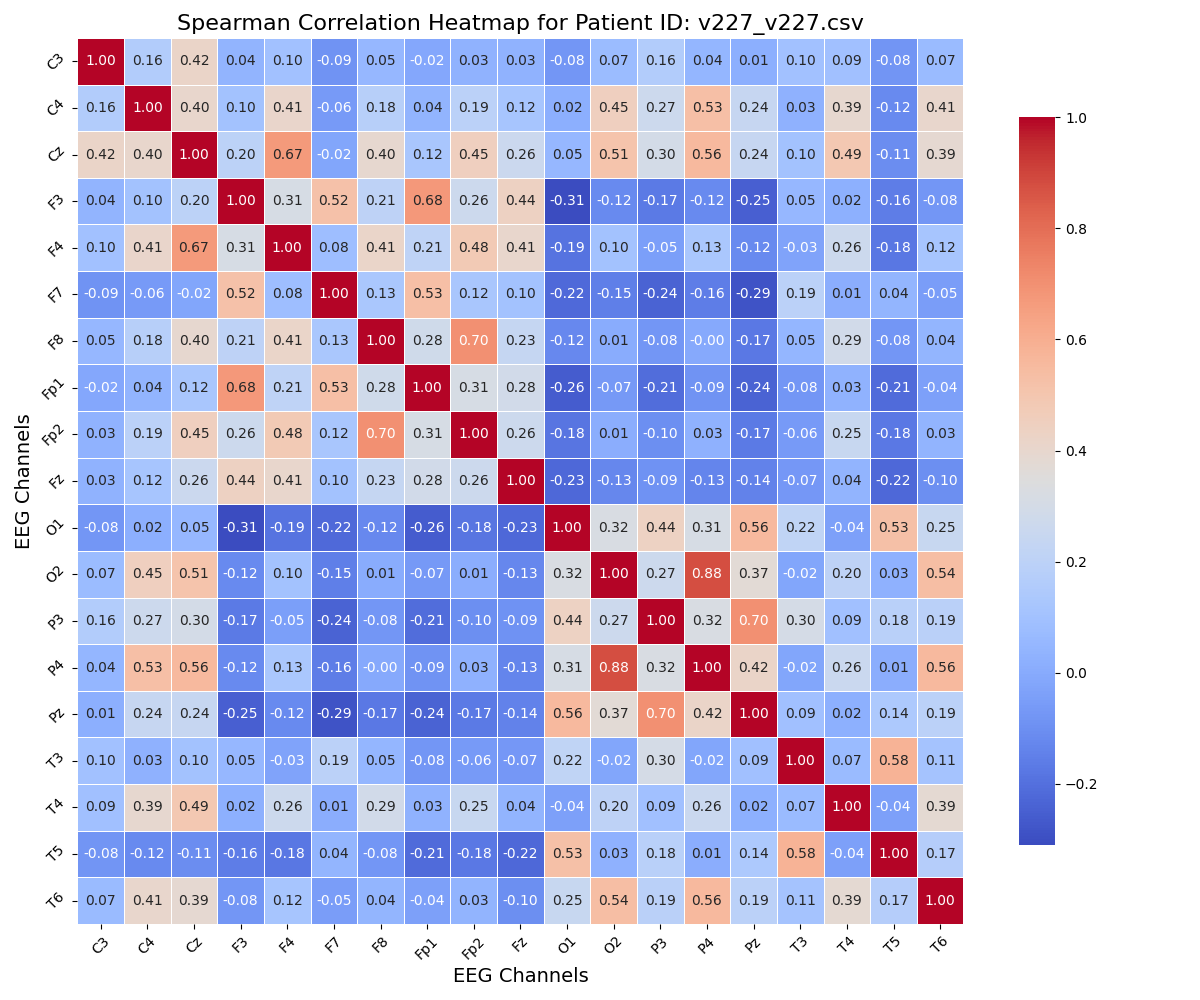 Spearman Correlation Heatmap for Patient ID: v227_v227.csv
C3 1.00 0.16 0.42 0.04 0.10 -0.09 0.05 -0.02 0.03 0.03 -0.08 0.07 0.16 0.04 0.01 0.10 0.09 -0.08 0.07
C4 0.16 1.00 0.40 0.10 0.41 -0.06 0.18 0.04 0.19 0.12 0.02 0.45 0.27 0.53 0.24 0.03 0.39 -0.12 0.41
Cz 0.42 0.40 1.00 0.20 0.67 -0.02 0.40 0.12 0.45 0.26 0.05 0.51 0.30 0.56 0.24 0.10 0.49 -0.11 0.39
F3 0.04 0.10 0.20 1.00 0.31 0.52 0.21 0.68 0.26 0.44 -0.31 -0.12 -0.17 -0.12 -0.25 0.05 0.02 -0.16 -0.08
F4 0.10 0.41 0.67 0.31 1.00 0.08 0.41 0.21 0.48 0.41 -0.19 0.10 -0.05 0.13 -0.12 -0.03 0.26 -0.18 0.12
F7 -0.09 -0.06 -0.02 0.52 0.08 1.00 0.13 0.53 0.12 0.10 -0.22 -0.15 -0.24 -0.16 -0.29 0.19 0.01 0.04 -0.05
F8 0.05 0.18 0.40 0.21 0.41 0.13 1.00 0.28 0.70 0.23 -0.12 0.01 -0.08 -0.00 -0.17 0.05 0.29 -0.08 0.04
Fp1 -0.02 0.04 0.12 0.68 0.21 0.53 0.28 1.00 0.31 0.28 -0.26 -0.07 -0.21 -0.09 -0.24 -0.08 0.03 -0.21 -0.04
Fp2 0.03 0.19 0.45 0.26 0.48 0.12 0.70 0.31 1.00 0.26 -0.18 0.01 -0.10 0.03 -0.17 -0.06 0.25 -0.18 0.03
Fz 0.03 0.12 0.26 0.44 0.41 0.10 0.23 0.28 0.26 1.00 -0.23 -0.13 -0.09 -0.13 -0.14 -0.07 0.04 -0.22 -0.10
O1 -0.08 0.02 0.05 -0.31 -0.19 -0.22 -0.12 -0.26 -0.18 -0.23 1.00 0.32 0.44 0.31 0.56 0.22 -0.04 0.53 0.25
O2 0.07 0.45 0.51 -0.12 0.10 -0.15 0.01 -0.07 0.01 -0.13 0.32 1.00 0.27 0.88 0.37 -0.02 0.20 0.03 0.54
P3 0.16 0.27 0.30 -0.17 -0.05 -0.24 -0.08 -0.21 -0.10 -0.09 0.44 0.27 1.00 0.32 0.70 0.30 0.09 0.18 0.19
P4 0.04 0.53 0.56 -0.12 0.13 -0.16 -0.00 -0.09 0.03 -0.13 0.31 0.88 0.32 1.00 0.42 -0.02 0.26 0.01 0.56
Pz 0.01 0.24 0.24 -0.25 -0.12 -0.29 -0.17 -0.24 -0.17 -0.14 0.56 0.37 0.70 0.42 1.00 0.09 0.02 0.14 0.19
T3 0.10 0.03 0.10 0.05 -0.03 0.19 0.05 -0.08 -0.06 -0.07 0.22 -0.02 0.30 -0.02 0.09 1.00 0.07 0.58 0.11
T4 0.09 0.39 0.49 0.02 0.26 0.01 0.29 0.03 0.25 0.04 -0.04 0.20 0.09 0.26 0.02 0.07 1.00 -0.04 0.39
T5 -0.08 -0.12 -0.11 -0.16 -0.18 0.04 -0.08 -0.21 -0.18 -0.22 0.53 0.03 0.18 0.01 0.14 0.58 -0.04 1.00 0.17
T6 0.07 0.41 0.39 -0.08 0.12 -0.05 0.04 -0.04 0.03 -0.10 0.25 0.54 0.19 0.56 0.19 0.11 0.39 0.17 1.00
C3 C4 Cz F3 F4 F7 F8 Fp1 Fp2 Fz O1 O2 P3 P4 Pz T3 T4 T5 T6
EEG Channels
EEG Channels
1.0
0.8
0.6
0.4
0.2
0.0
−0.2